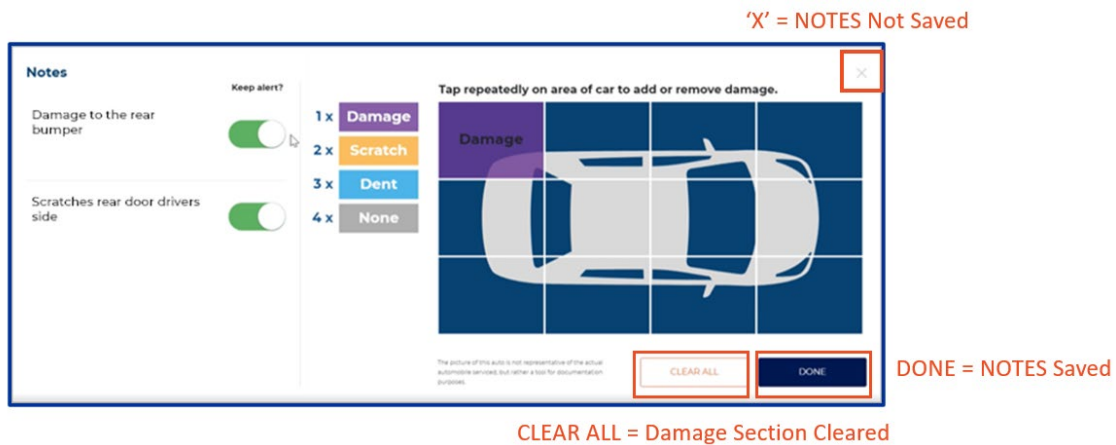 ‘X’ = NOTES Not Saved
Notes
Keep alert?
Damage to the rear
bumper
Scratches rear door drivers
side
1 x Damage
2 x Scratch
3 x Dent
4 x None
Tap repeatedly on area of car to add or remove damage.
Damage
The picture of this auto is not representative of the actual
automobile serviced, but rather a tool for documentation
purposes.
CLEAR ALL
DONE
DONE = NOTES Saved
CLEAR ALL = Damage Section Cleared